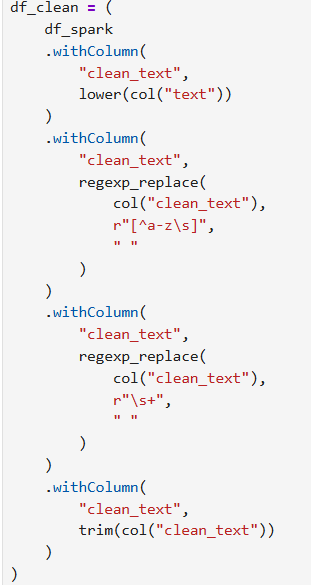 df_clean = (
    df_spark
    .withColumn(
        "clean_text",
        lower(col("text"))
    )
    .withColumn(
        "clean_text",
        regexp_replace(
            col("clean_text"),
            r"[^a-z\s]",
            " "
        )
    )
    .withColumn(
        "clean_text",
        regexp_replace(
            col("clean_text"),
            r"\s+",
            " "
        )
    )
    .withColumn(
        "clean_text",
        trim(col("clean_text"))
    )
)